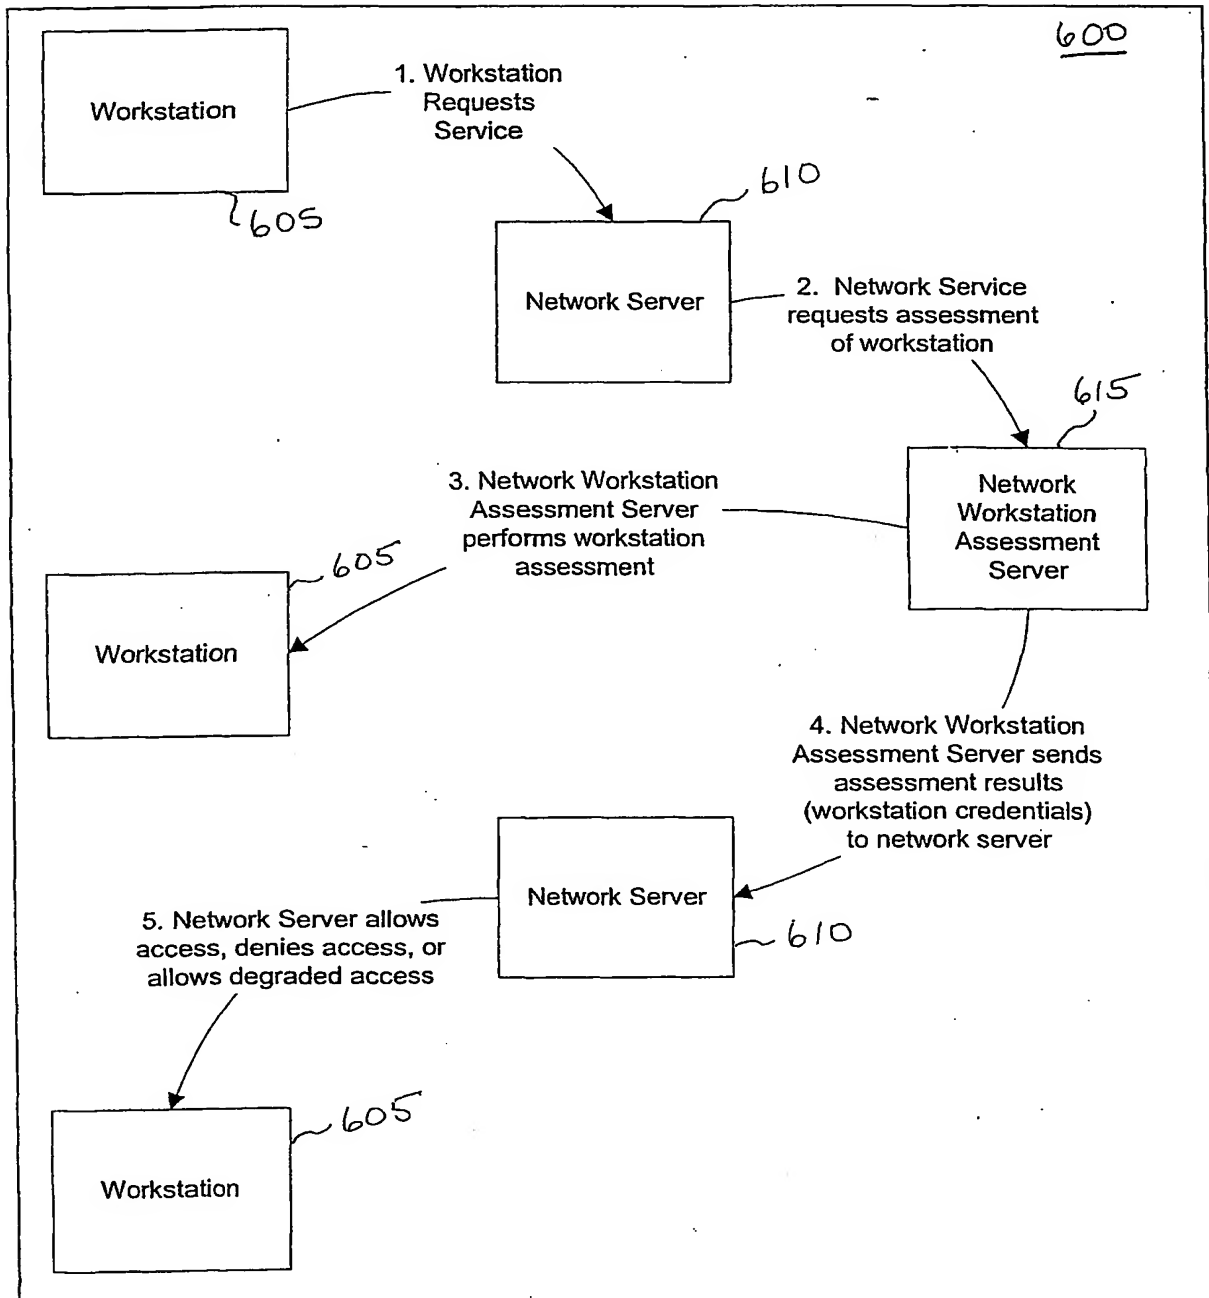 600
Workstation
1. Workstation
Requests
Service
605
610
Network Server
2. Network Service
requests assessment
of workstation
615
Network
Workstation
Assessment
Server
3. Network Workstation
Assessment Server
performs workstation
assessment
605
Workstation
4. Network Workstation
Assessment Server sends
assessment results
(workstation credentials)
to network server
Network Server
610
5. Network Server allows
access, denies access, or
allows degraded access
605
Workstation